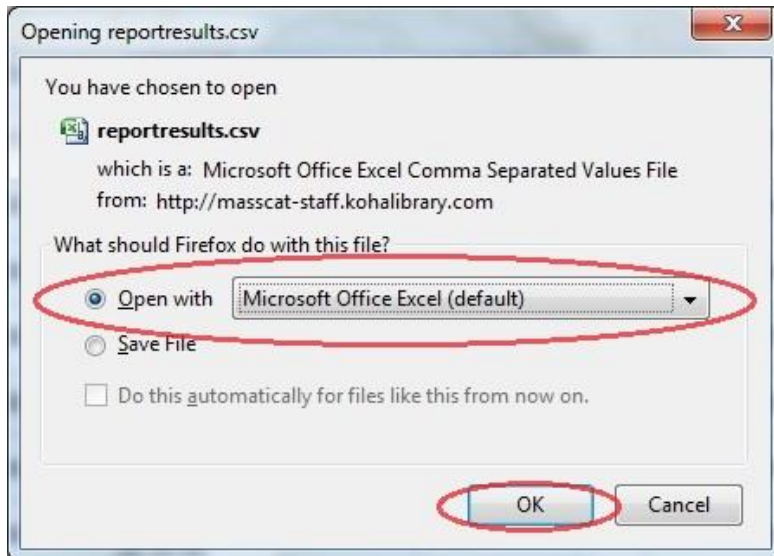 Opening reportresults.csv
You have chosen to open
reportresults.csv
which is a: Microsoft Office Excel Comma Separated Values File
from: http://masscat-staff.kohalibrary.com
What should Firefox do with this file?
Open with Microsoft Office Excel (default)
Save File
Do this automatically for files like this from now on.
OK Cancel